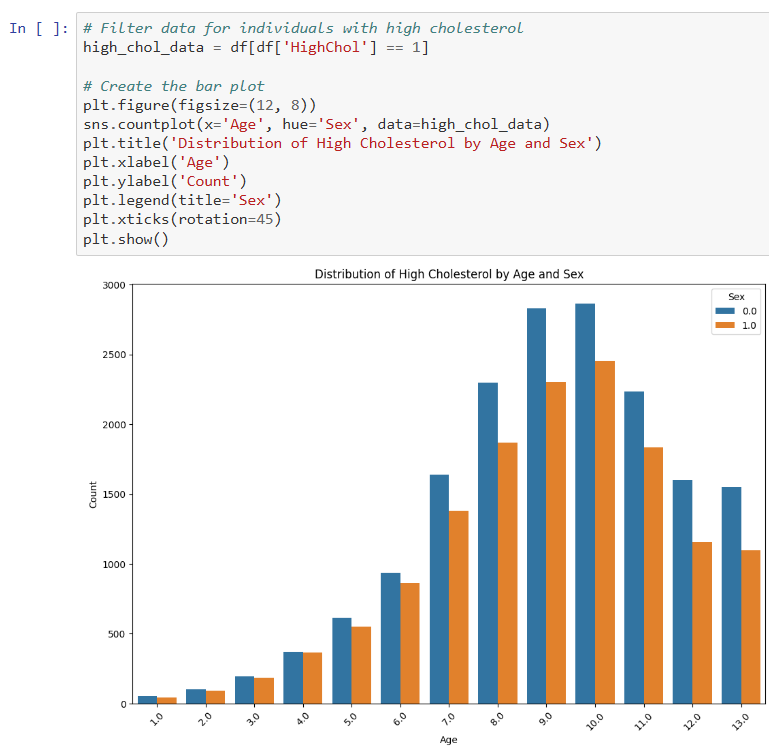 In [ ]: # Filter data for individuals with high cholesterol
high_chol_data = df[df['HighChol'] == 1]
# Create the bar plot
plt.figure(figsize=(12, 8))
sns.countplot(x='Age', hue='Sex', data=high_chol_data)
plt.title('Distribution of High Cholesterol by Age and Sex')
plt.xlabel('Age')
plt.ylabel('Count')
plt.legend(title='Sex')
plt.xticks(rotation=45)
plt.show()
Distribution of High Cholesterol by Age and Sex
3000
2500
2000
1500
1000
500
0
Count
Sex
0.0
1.0
1.0 2.0 3.0 4.0 5.0 6.0 7.0 8.0 9.0 10.0 11.0 12.0 13.0
Age